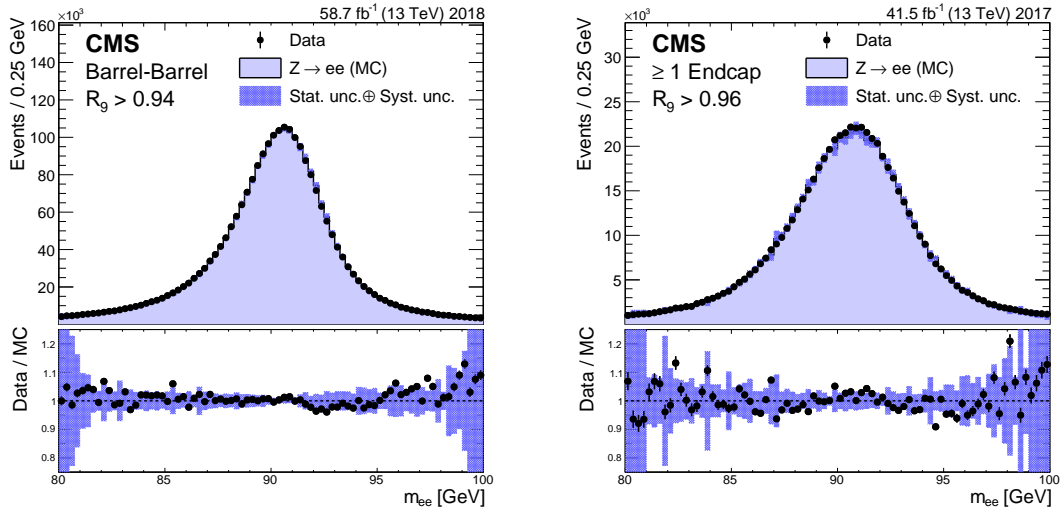 ×10³ 58.7 fb⁻¹ (13 TeV) 2018
Events / 0.25 GeV
160
140
120
100
80
60
40
20
CMS
Barrel-Barrel
R₉ > 0.94
Data
Z → ee (MC)
Stat. unc.⊕ Syst. unc.
Data / MC
1.2
1.1
1.0
0.9
0.8
80 85 90 95 100
mₑₑ [GeV]
×10³ 41.5 fb⁻¹ (13 TeV) 2017
Events / 0.25 GeV
30
25
20
15
10
5
CMS
≥ 1 Endcap
R₉ > 0.96
Data
Z → ee (MC)
Stat. unc.⊕ Syst. unc.
Data / MC
1.2
1.1
1.0
0.9
0.8
80 85 90 95 100
mₑₑ [GeV]